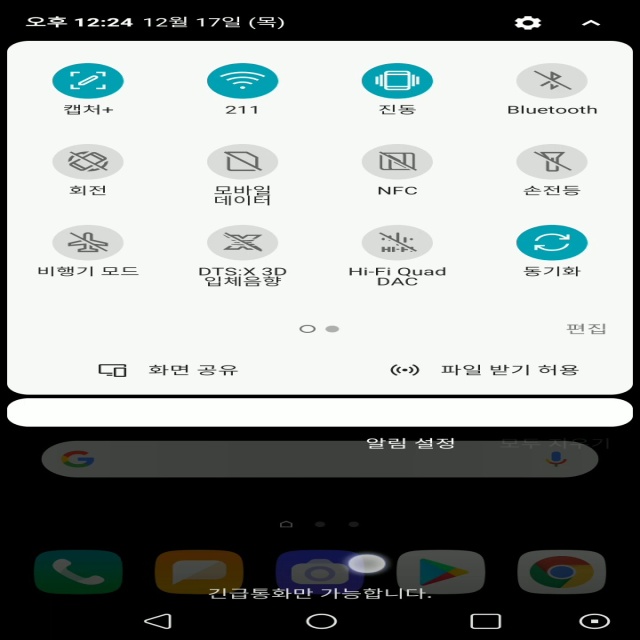 오후 12:24 12월 17일 (목)
캡처+ 211 진동 Bluetooth
회전 모바일 데이터 NFC 손전등
비행기 모드 DTS:X 3D 입체음향 Hi-Fi Quad DAC 동기화
편집
화면 공유 파일 받기 허용
알림 설정 모두 지우기
긴급통화만 가능합니다.